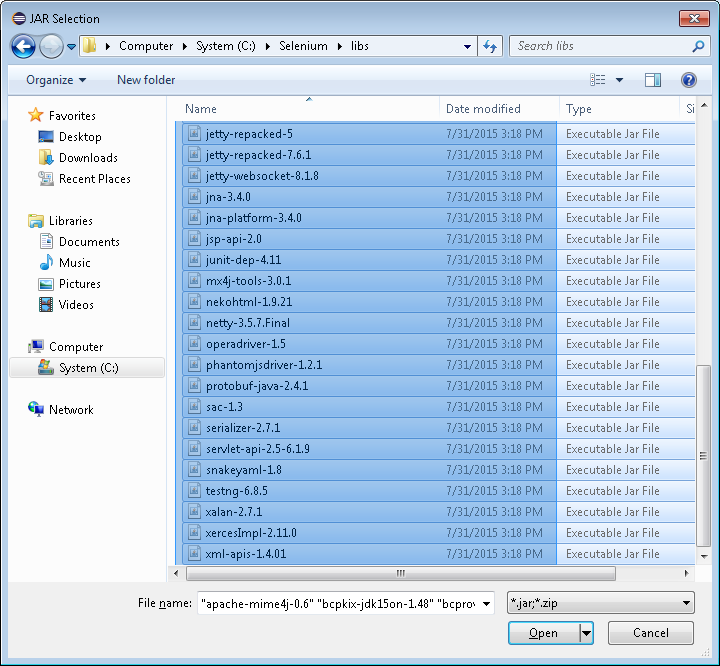 JAR Selection
Computer System (C:) Selenium libs Search libs
Organize New folder
Name Date modified Type Si
Favorites
Desktop
Downloads
Recent Places
Libraries
Documents
Music
Pictures
Videos
Computer
System (C:)
Network
jetty-repacked-5 7/31/2015 3:18 PM Executable Jar File
jetty-repacked-7.6.1 7/31/2015 3:18 PM Executable Jar File
jetty-websocket-8.1.8 7/31/2015 3:18 PM Executable Jar File
jna-3.4.0 7/31/2015 3:18 PM Executable Jar File
jna-platform-3.4.0 7/31/2015 3:18 PM Executable Jar File
jsp-api-2.0 7/31/2015 3:18 PM Executable Jar File
junit-dep-4.11 7/31/2015 3:18 PM Executable Jar File
mx4j-tools-3.0.1 7/31/2015 3:18 PM Executable Jar File
nekohtml-1.9.21 7/31/2015 3:18 PM Executable Jar File
netty-3.5.7.Final 7/31/2015 3:18 PM Executable Jar File
operadriver-1.5 7/31/2015 3:18 PM Executable Jar File
phantomjsdriver-1.2.1 7/31/2015 3:18 PM Executable Jar File
protobuf-java-2.4.1 7/31/2015 3:18 PM Executable Jar File
sac-1.3 7/31/2015 3:18 PM Executable Jar File
serializer-2.7.1 7/31/2015 3:18 PM Executable Jar File
servlet-api-2.5-6.1.9 7/31/2015 3:18 PM Executable Jar File
snakeyaml-1.8 7/31/2015 3:18 PM Executable Jar File
testng-6.8.5 7/31/2015 3:18 PM Executable Jar File
xalan-2.7.1 7/31/2015 3:18 PM Executable Jar File
xercesImpl-2.11.0 7/31/2015 3:18 PM Executable Jar File
xml-apis-1.4.01 7/31/2015 3:18 PM Executable Jar File
File name: "apache-mime4j-0.6" "bcpkix-jdk15on-1.48" "bcprov *.jar;*.zip
Open Cancel